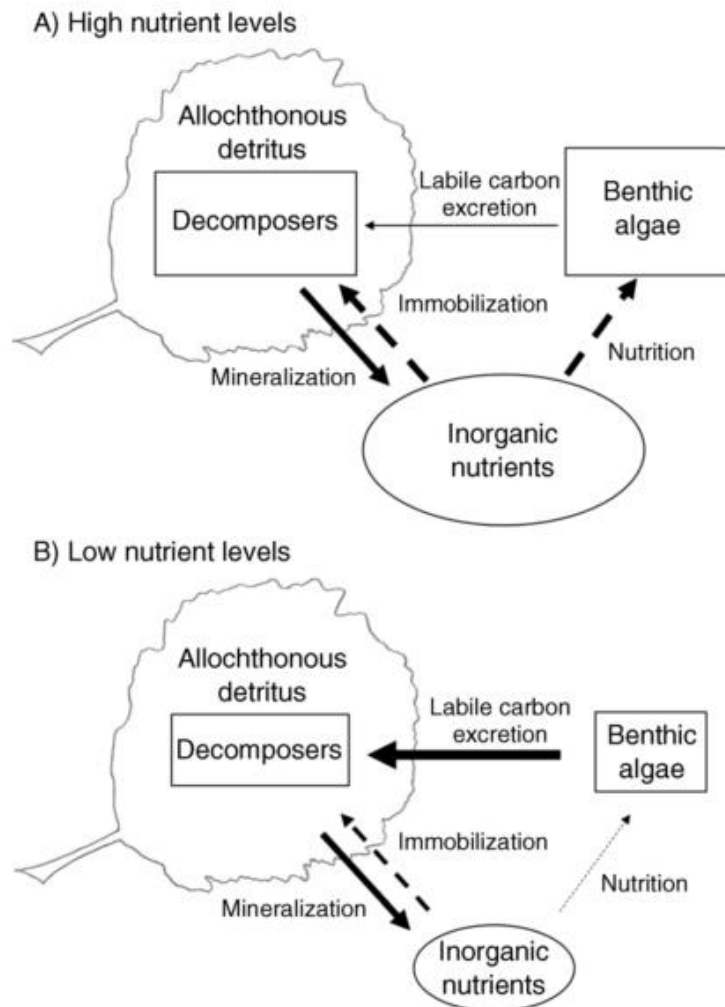 A) High nutrient levels
Allochthonous
detritus
Decomposers
Labile carbon
excretion
Benthic
algae
Immobilization
Nutrition
Mineralization
Inorganic
nutrients
B) Low nutrient levels
Allochthonous
detritus
Decomposers
Labile carbon
excretion
Benthic
algae
Immobilization
Nutrition
Mineralization
Inorganic
nutrients